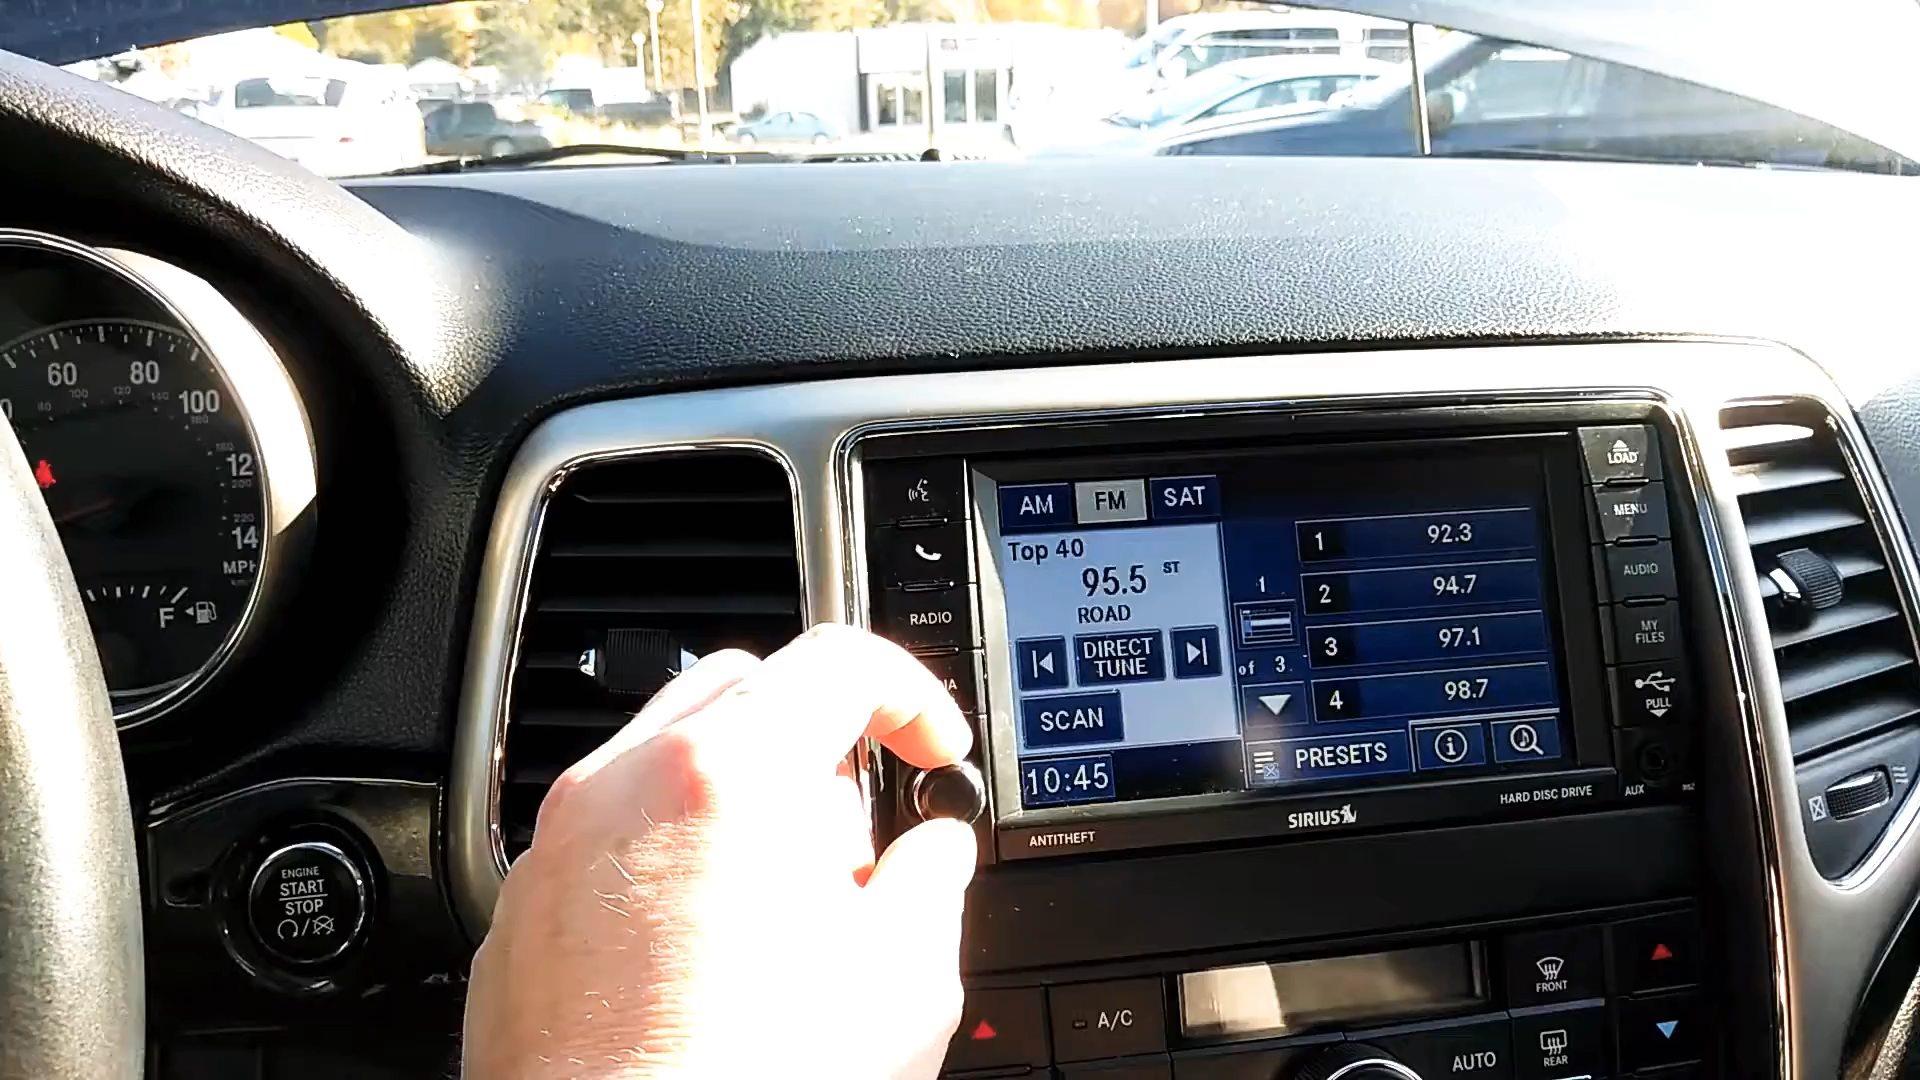 60
80
100
12
14
MPH
F
ENGINE
START
STOP
RADIO
AM
FM
SAT
Top 40
95.5 ST
ROAD
DIRECT
TUNE
SCAN
10:45
1
of 3
1 92.3
2 94.7
3 97.1
4 98.7
PRESETS
LOAD
MENU
AUDIO
MY
FILES
PULL
AUX
ANTITHEFT
SIRIUS
HARD DISC DRIVE
A/C
FRONT
AUTO
REAR